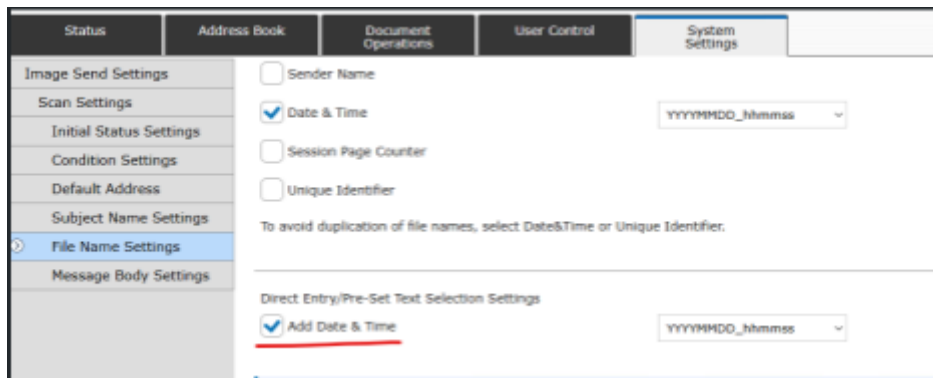 Status
Address Book
Document
Operations
User Control
System
Settings
Image Send Settings
Scan Settings
Initial Status Settings
Condition Settings
Default Address
Subject Name Settings
File Name Settings
Message Body Settings
Sender Name
Date & Time
YYYYMMDD_hhmmss
Session Page Counter
Unique Identifier
To avoid duplication of file names, select Date&Time or Unique Identifier.
Direct Entry/Pre-Set Text Selection Settings
Add Date & Time
YYYYMMDD_hhmmss